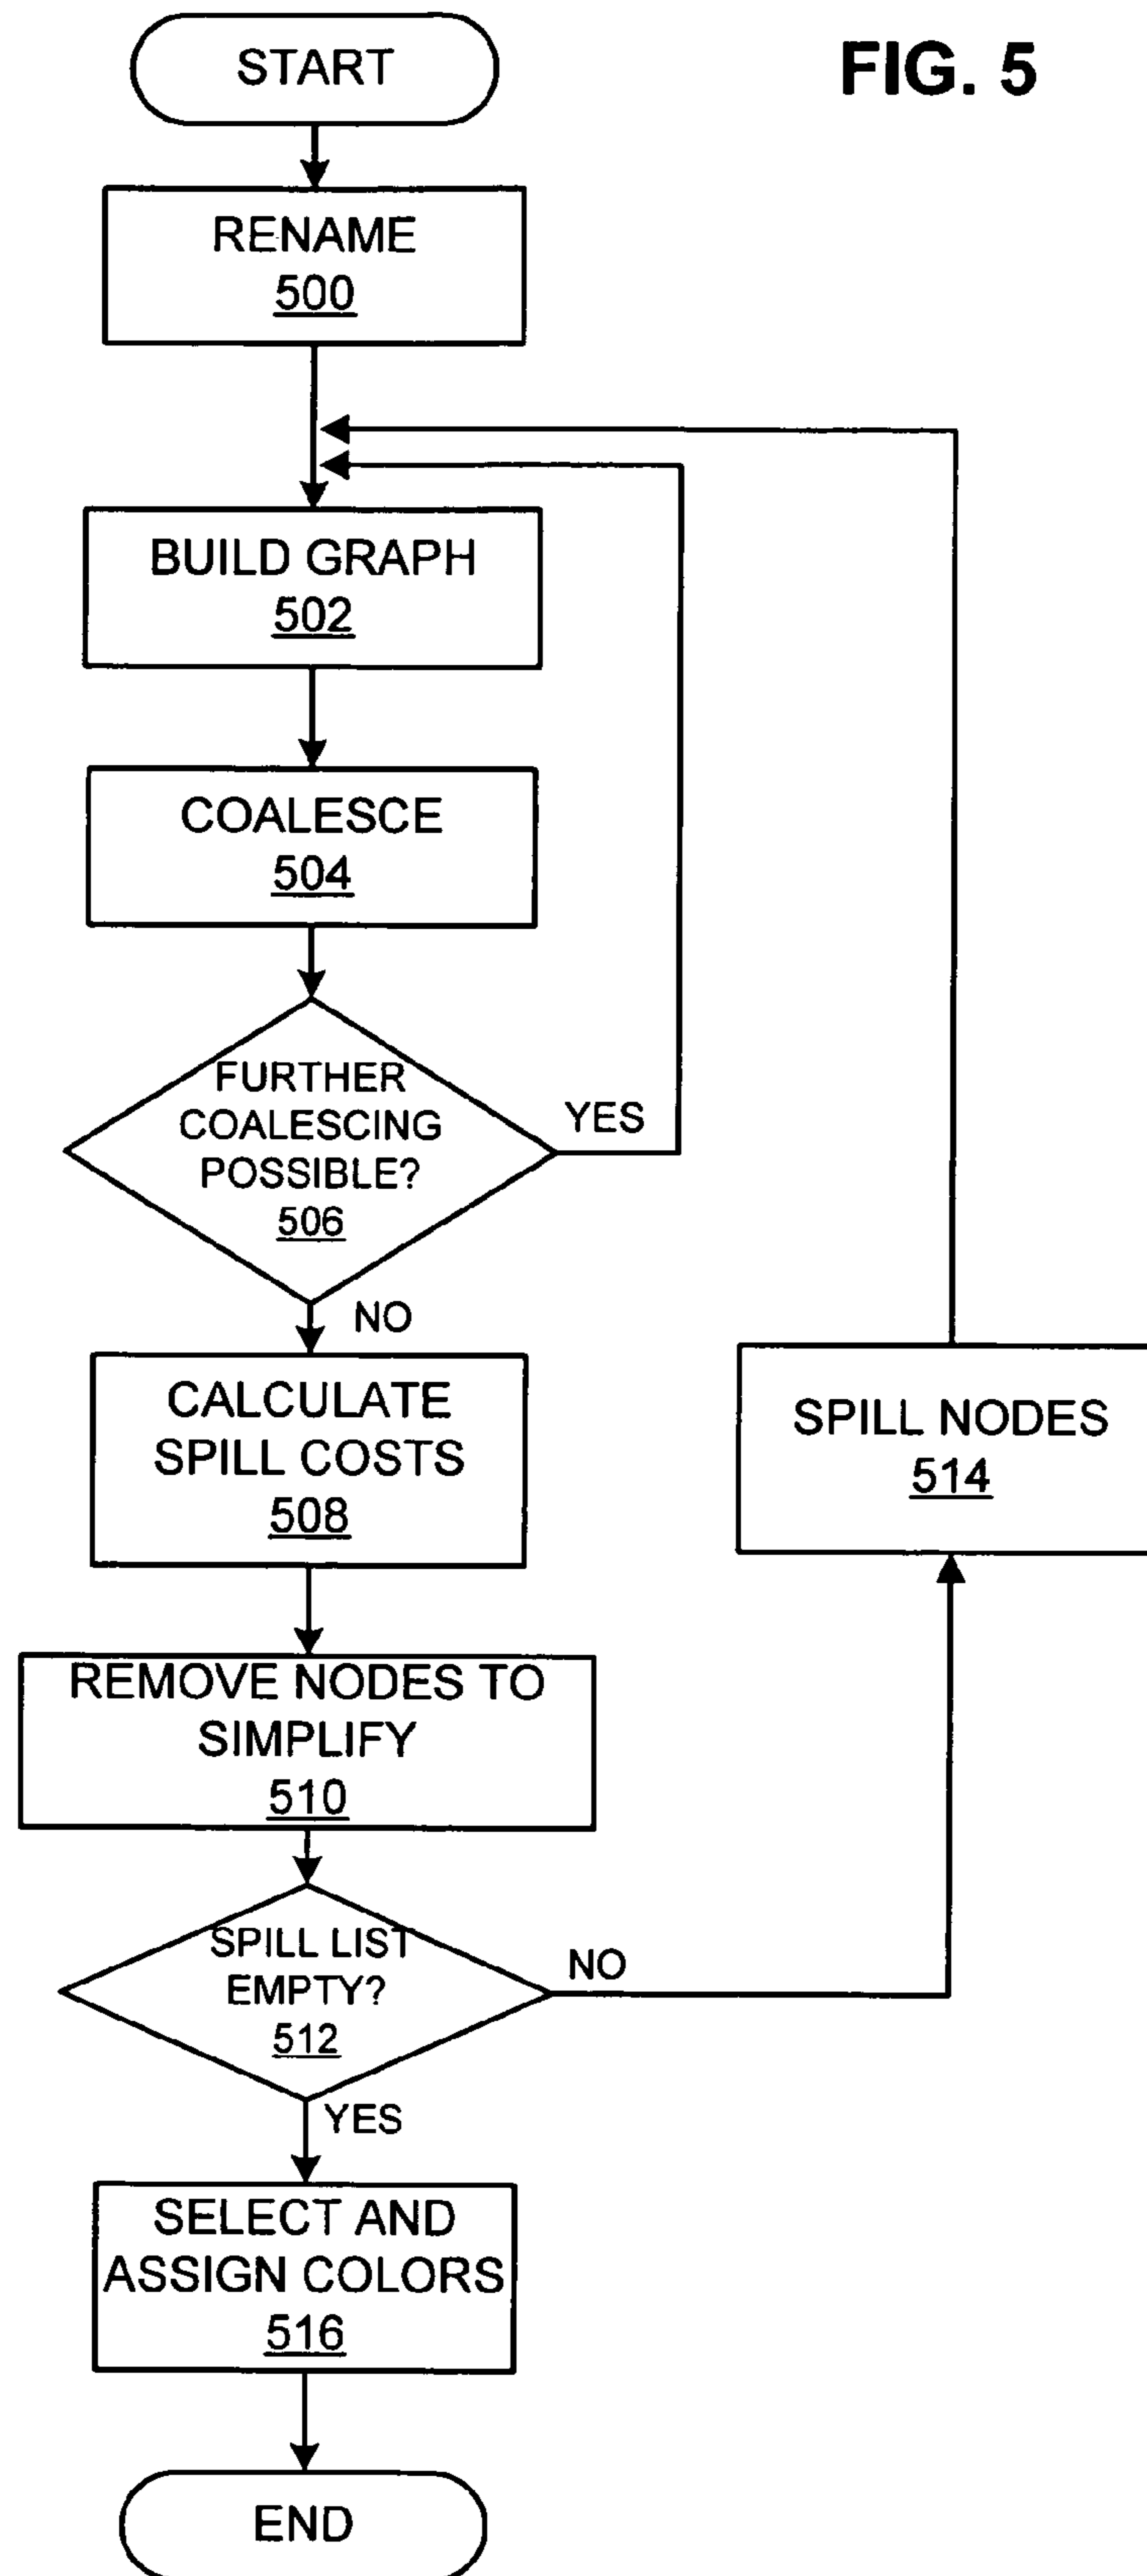 START
FIG. 5
RENAME
500
BUILD GRAPH
502
COALESCE
504
FURTHER
COALESCING
POSSIBLE?
506
YES
NO
CALCULATE
SPILL COSTS
508
SPILL NODES
514
REMOVE NODES TO
SIMPLIFY
510
SPILL LIST
EMPTY?
512
NO
YES
SELECT AND
ASSIGN COLORS
516
END